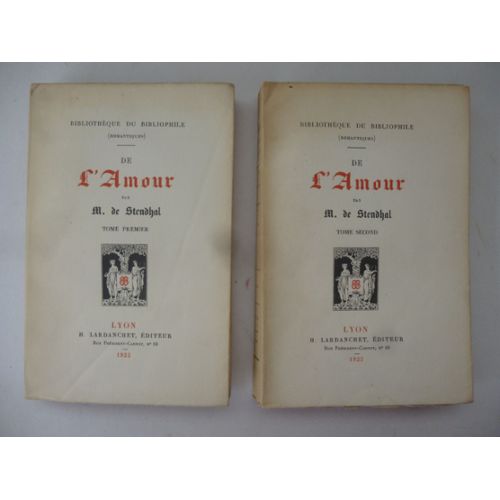 BIBLIOTHÈQUE DU BIBLIOPHILE
(ROMANTIQUES)
DE
L'Amour
PAR
M. de Stendhal
TOME PREMIER
LYON
H. LARDANCHET, ÉDITEUR
1922
BIBLIOTHÈQUE DU BIBLIOPHILE
(ROMANTIQUES)
DE
L'Amour
PAR
M. de Stendhal
TOME SECOND
LYON
H. LARDANCHET, ÉDITEUR
1922